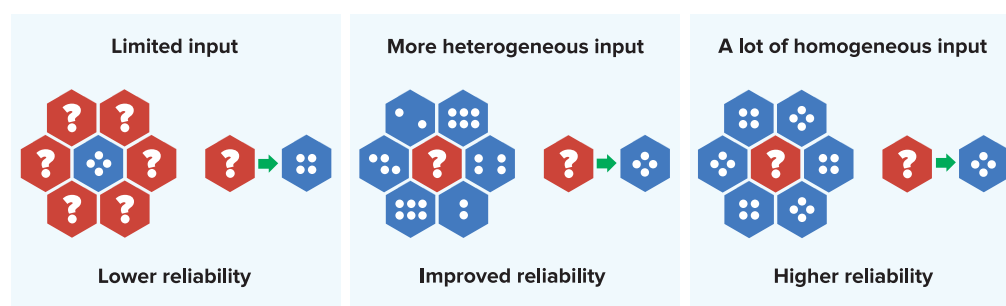 Limited input
? ?
? ?
? ?
?
Lower reliability
More heterogeneous input
?
?
Improved reliability
A lot of homogeneous input
?
?
Higher reliability